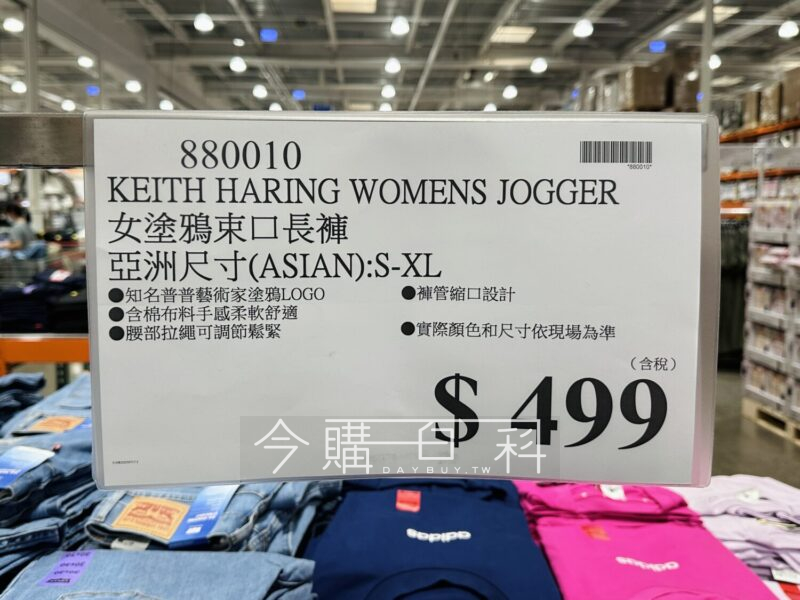 880010
*880010*
KEITH HARING WOMENS JOGGER
女塗鴉束口長褲
亞洲尺寸(ASIAN):S-XL
●知名普普藝術家塗鴉LOGO
●褲管縮口設計
●含棉布料手感柔軟舒適
●腰部拉繩可調節鬆緊
●實際顏色和尺寸依現場為準
(含稅)
$ 499
今購百科
DAYBUY.TW
adidas
adidas